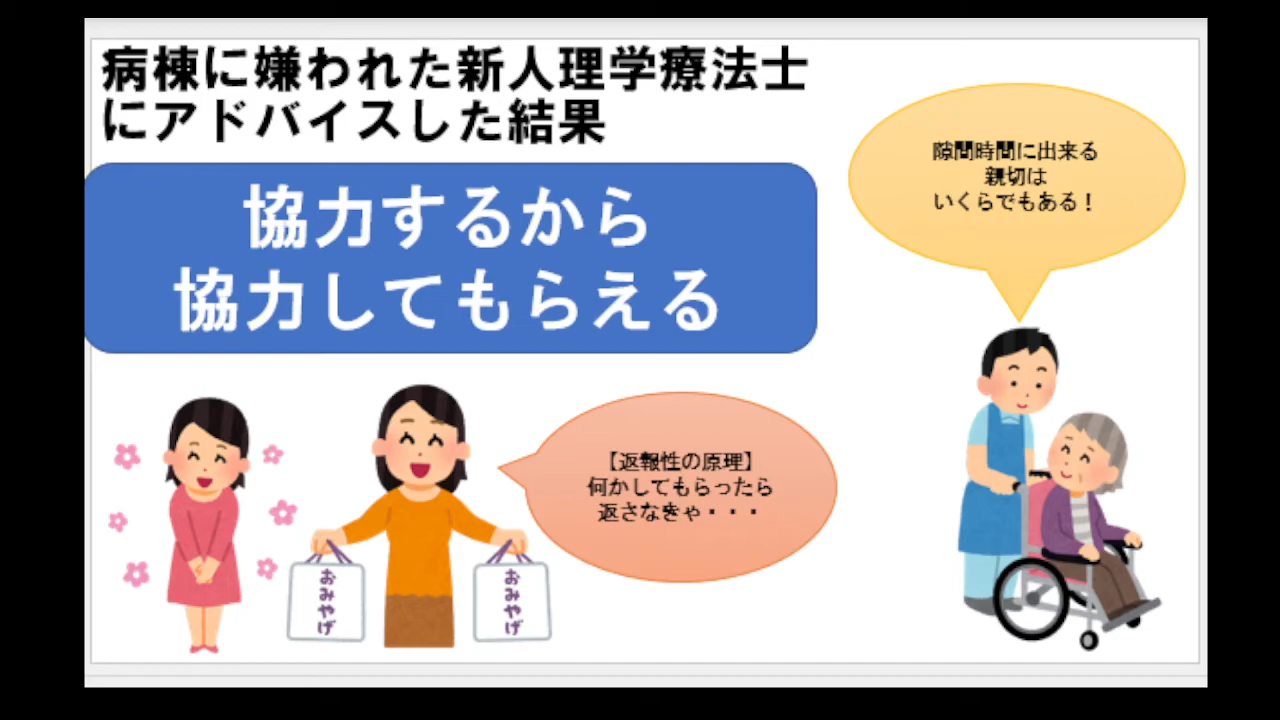 病棟に嫌われた新人理学療法士
にアドバイスした結果
協力するから
協力してもらえる
隙間時間に出来る
親切は
いくらでもある！
【返報性の原理】
何かしてもらったら
返さなきゃ・・・
おみやげ
おみやげ